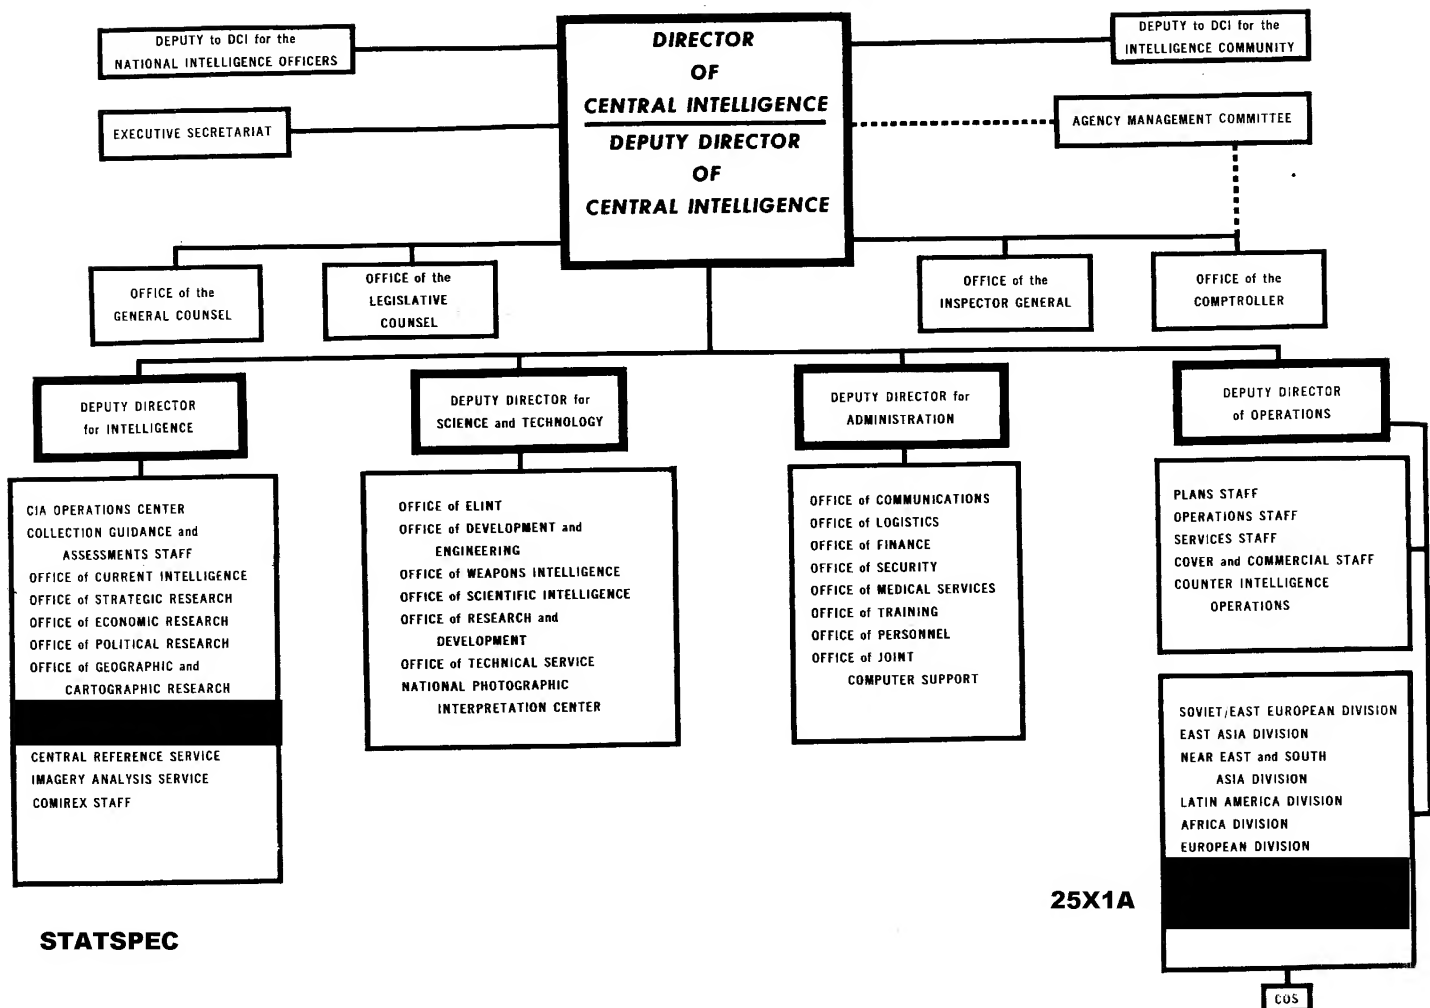 DEPUTY to DCI for the
NATIONAL INTELLIGENCE OFFICERS
EXECUTIVE SECRETARIAT
DIRECTOR
OF
CENTRAL INTELLIGENCE
DEPUTY DIRECTOR
OF
CENTRAL INTELLIGENCE
DEPUTY to DCI for the
INTELLIGENCE COMMUNITY
AGENCY MANAGEMENT COMMITTEE
OFFICE of the
GENERAL COUNSEL
OFFICE of the
LEGISLATIVE
COUNSEL
OFFICE of the
INSPECTOR GENERAL
OFFICE of the
COMPTROLLER
DEPUTY DIRECTOR
for INTELLIGENCE
CIA OPERATIONS CENTER
COLLECTION GUIDANCE and
ASSESSMENTS STAFF
OFFICE of CURRENT INTELLIGENCE
OFFICE of STRATEGIC RESEARCH
OFFICE of ECONOMIC RESEARCH
OFFICE of POLITICAL RESEARCH
OFFICE of GEOGRAPHIC and
CARTOGRAPHIC RESEARCH
CENTRAL REFERENCE SERVICE
IMAGERY ANALYSIS SERVICE
COMIREX STAFF
STATSPEC
DEPUTY DIRECTOR for
SCIENCE and TECHNOLOGY
OFFICE of ELINT
OFFICE of DEVELOPMENT and
ENGINEERING
OFFICE of WEAPONS INTELLIGENCE
OFFICE of SCIENTIFIC INTELLIGENCE
OFFICE of RESEARCH and
DEVELOPMENT
OFFICE of TECHNICAL SERVICE
NATIONAL PHOTOGRAPHIC
INTERPRETATION CENTER
DEPUTY DIRECTOR for
ADMINISTRATION
OFFICE of COMMUNICATIONS
OFFICE of LOGISTICS
OFFICE of FINANCE
OFFICE of SECURITY
OFFICE of MEDICAL SERVICES
OFFICE of TRAINING
OFFICE of PERSONNEL
OFFICE of JOINT
COMPUTER SUPPORT
DEPUTY DIRECTOR
of OPERATIONS
PLANS STAFF
OPERATIONS STAFF
SERVICES STAFF
COVER and COMMERCIAL STAFF
COUNTER INTELLIGENCE
OPERATIONS
SOVIET/EAST EUROPEAN DIVISION
EAST ASIA DIVISION
NEAR EAST and SOUTH
ASIA DIVISION
LATIN AMERICA DIVISION
AFRICA DIVISION
EUROPEAN DIVISION
25X1A
COS